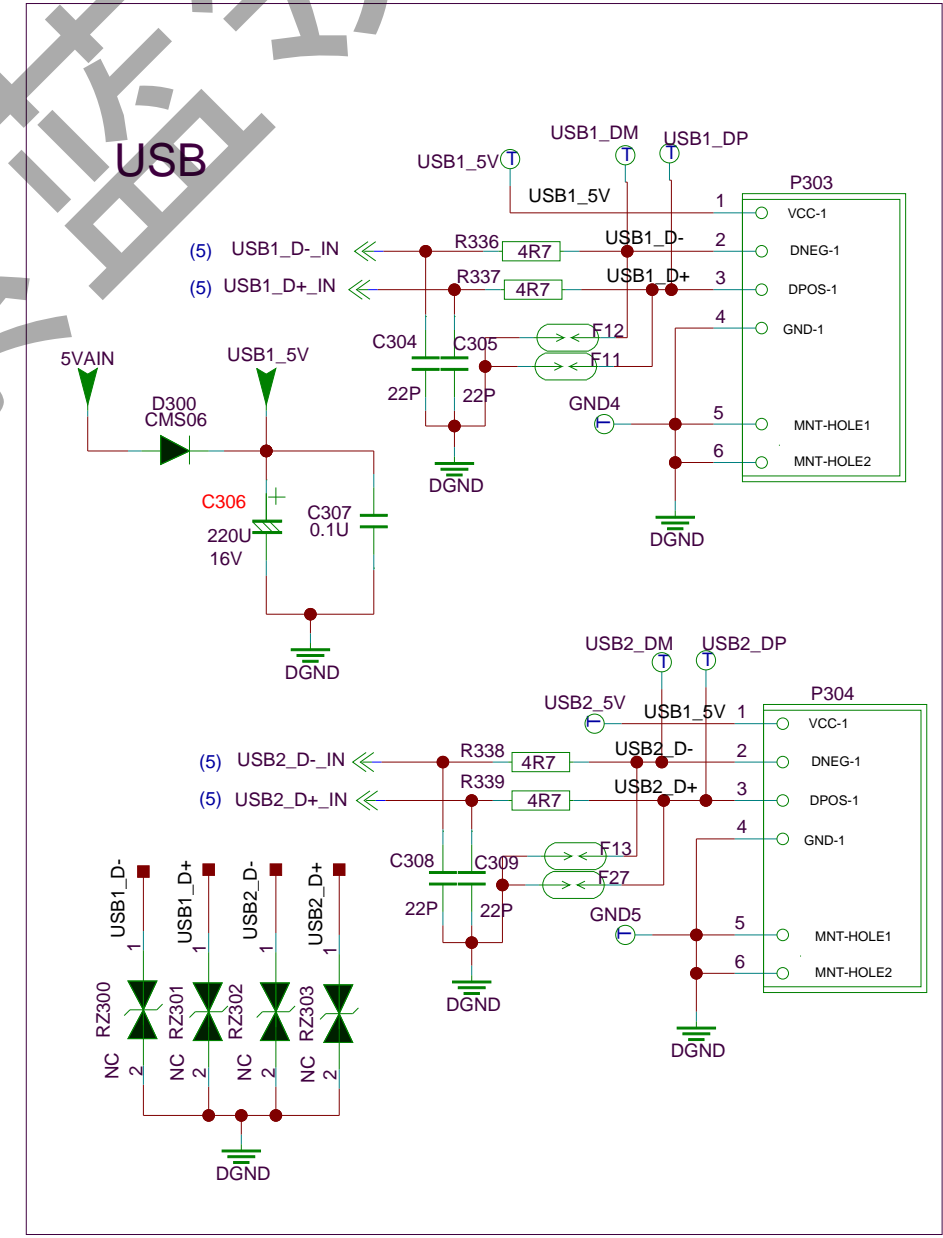 USB
USB1_DM
USB1_DP
USB1_5V
T
T
T
P303
USB1_5V
1
VCC-1
(5)
USB1_D-_IN
R336
4R7
USB1_D-
2
DNEG-1
(5)
USB1_D+_IN
R337
4R7
USB1_D+
3
DPOS-1
4
GND-1
C304
C305
F12
F11
22P
22P
GND4
T
5
MNT-HOLE1
6
MNT-HOLE2
DGND
DGND
5VAIN
USB1_5V
D300
CMS06
C306
+
220U
16V
C307
0.1U
DGND
USB2_DM
USB2_DP
T
T
P304
USB2_5V
T
USB1_5V
1
VCC-1
(5)
USB2_D-_IN
R338
4R7
USB2_D-
2
DNEG-1
(5)
USB2_D+_IN
R339
4R7
USB2_D+
3
DPOS-1
4
GND-1
C308
C309
F13
F27
22P
22P
GND5
T
5
MNT-HOLE1
6
MNT-HOLE2
DGND
DGND
USB1_D-
USB1_D+
USB2_D-
USB2_D+
1
1
1
1
RZ300
RZ301
RZ302
RZ303
NC
NC
NC
NC
2
2
2
2
DGND